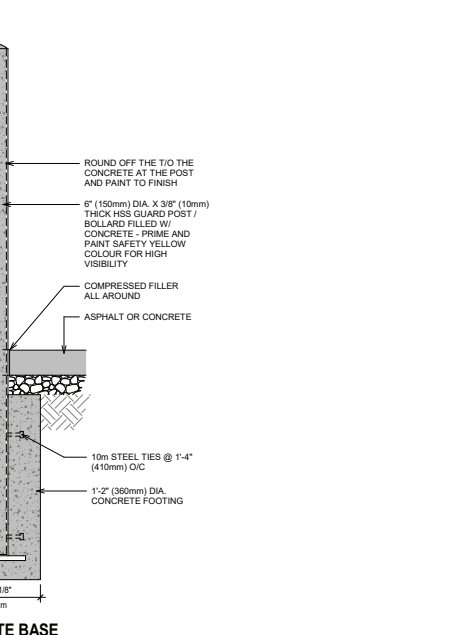 ROUND OFF THE T/O THE
CONCRETE AT THE POST
AND PAINT TO FINISH
6" (150mm) DIA. X 3/8" (10mm)
THICK HSS GUARD POST /
BOLLARD FILLED W/
CONCRETE - PRIME AND
PAINT SAFETY YELLOW
COLOUR FOR HIGH
VISIBILITY
COMPRESSED FILLER
ALL AROUND
ASPHALT OR CONCRETE
10m STEEL TIES @ 1'-4"
(410mm) O/C
1'-2" (360mm) DIA.
CONCRETE FOOTING
1/8"
m
TE BASE